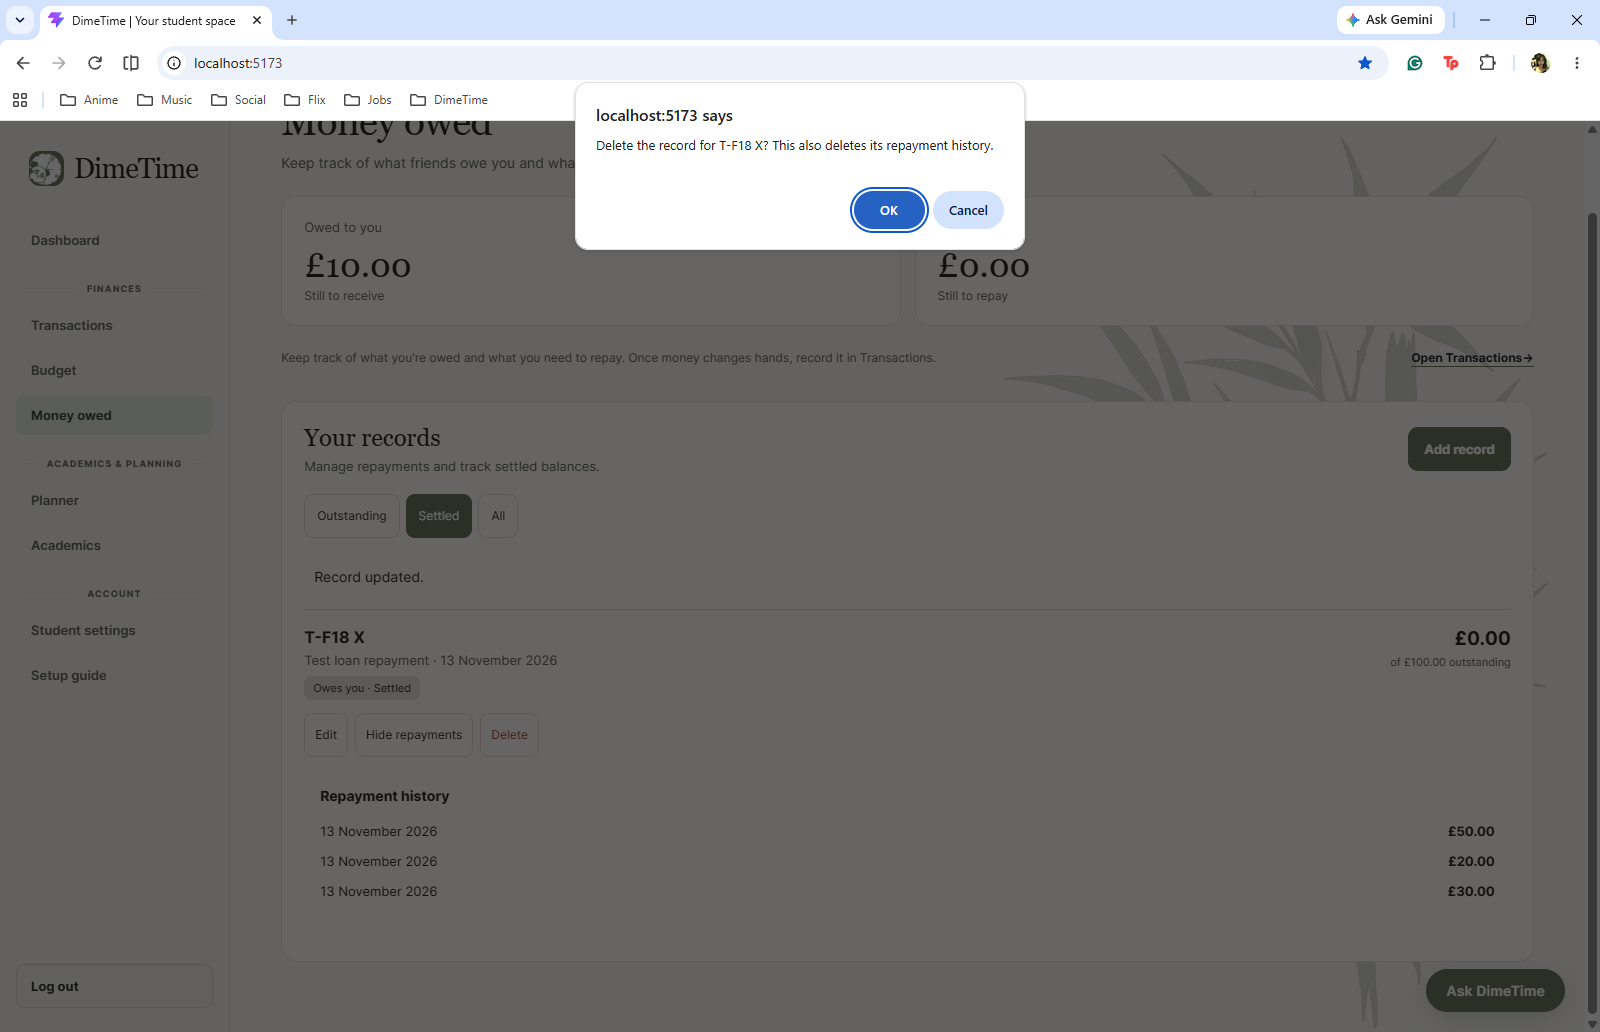 DimeTime | Your student space
Ask Gemini
localhost:5173
Anime
Music
Social
Flix
Jobs
DimeTime
localhost:5173 says
Delete the record for T-F18 X? This also deletes its repayment history.
OK
Cancel
DimeTime
Dashboard
FINANCES
Transactions
Budget
Money owed
ACADEMICS & PLANNING
Planner
Academics
ACCOUNT
Student settings
Setup guide
Log out
Money owed
Keep track of what friends owe you and wha
Owed to you
£10.00
Still to receive
£0.00
Still to repay
Keep track of what you're owed and what you need to repay. Once money changes hands, record it in Transactions.
Open Transactions→
Your records
Manage repayments and track settled balances.
Add record
Outstanding
Settled
All
Record updated.
T-F18 X
£0.00
Test loan repayment · 13 November 2026
of £100.00 outstanding
Owes you · Settled
Edit
Hide repayments
Delete
Repayment history
13 November 2026
£50.00
13 November 2026
£20.00
13 November 2026
£30.00
Ask DimeTime